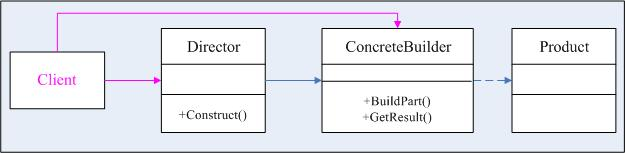 Client
Director
+Construct()
ConcreteBuilder
+BuildPart()
+GetResult()
Product